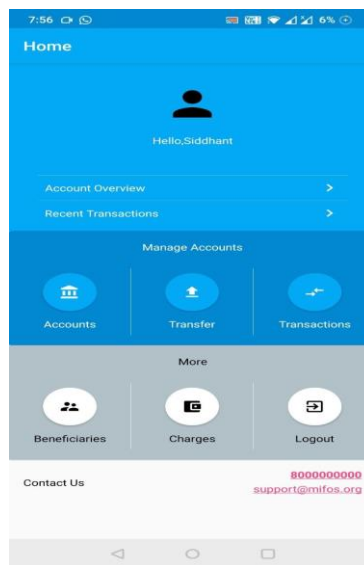 7:56 6%
Home
Hello,Siddhant
Account Overview
Recent Transactions
Manage Accounts
Accounts Transfer Transactions
More
Beneficiaries Charges Logout
Contact Us 8000000000
support@mifos.org